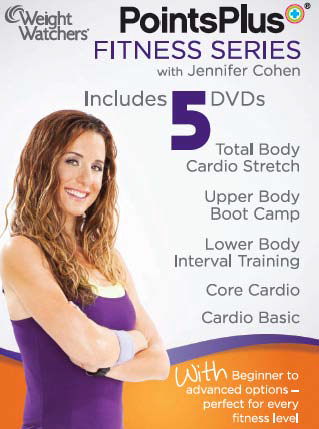 Weight
Watchers®
PointsPlus®
FITNESS SERIES
with Jennifer Cohen
Includes 5 DVDs
Total Body
Cardio Stretch
Upper Body
Boot Camp
Lower Body
Interval Training
Core Cardio
Cardio Basic
With Beginner to
advanced options –
perfect for every
fitness level